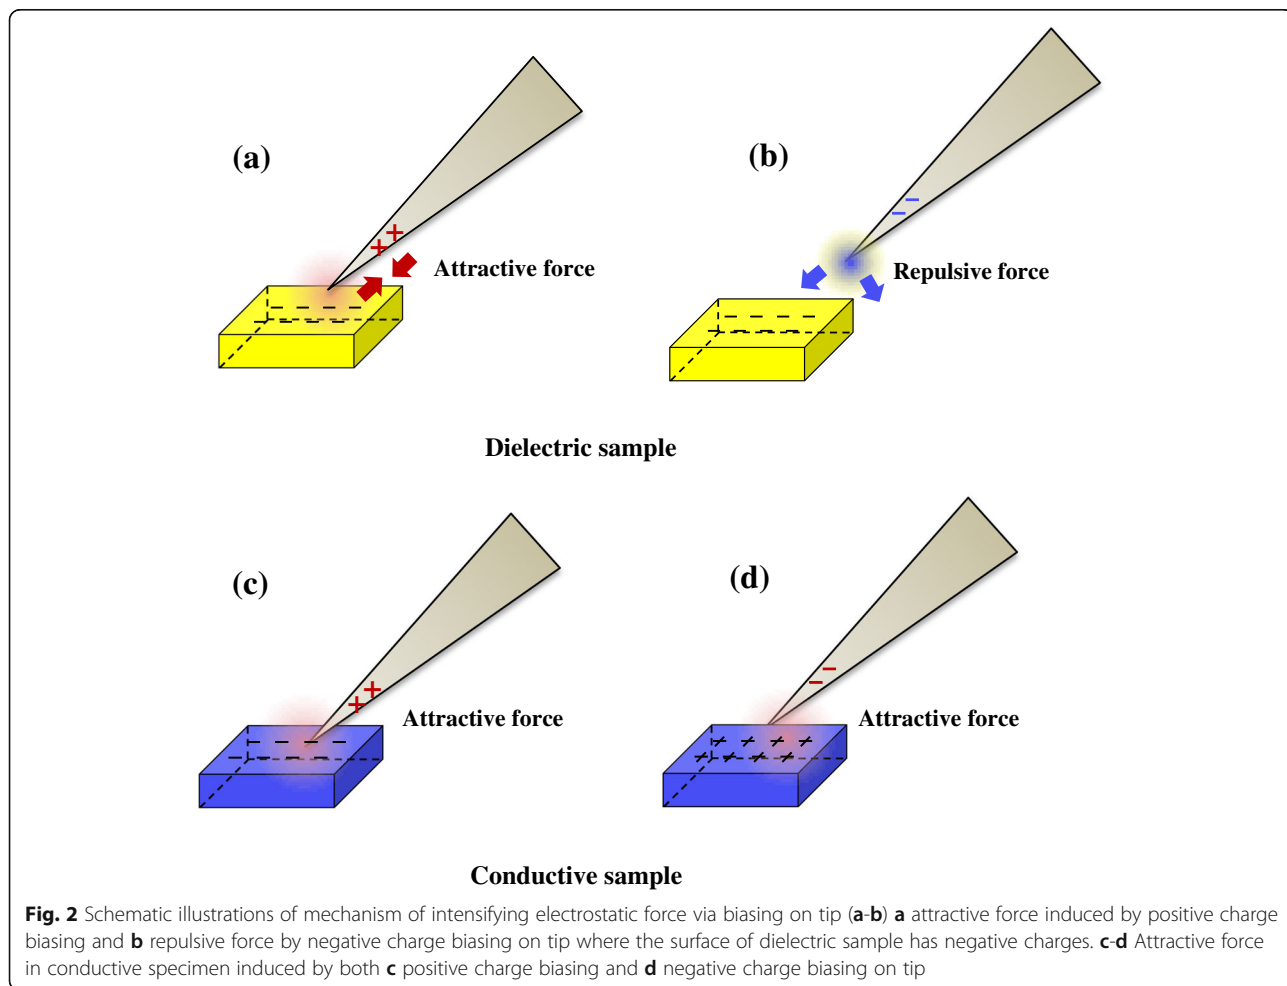 (a)
(b)
+ +
Attractive force
– –
Repulsive force
Dielectric sample
(c)
(d)
+ +
Attractive force
– –
Attractive force
Conductive sample
Fig. 2 Schematic illustrations of mechanism of intensifying electrostatic force via biasing on tip (a-b) a attractive force induced by positive charge
biasing and b repulsive force by negative charge biasing on tip where the surface of dielectric sample has negative charges. c-d Attractive force
in conductive specimen induced by both c positive charge biasing and d negative charge biasing on tip